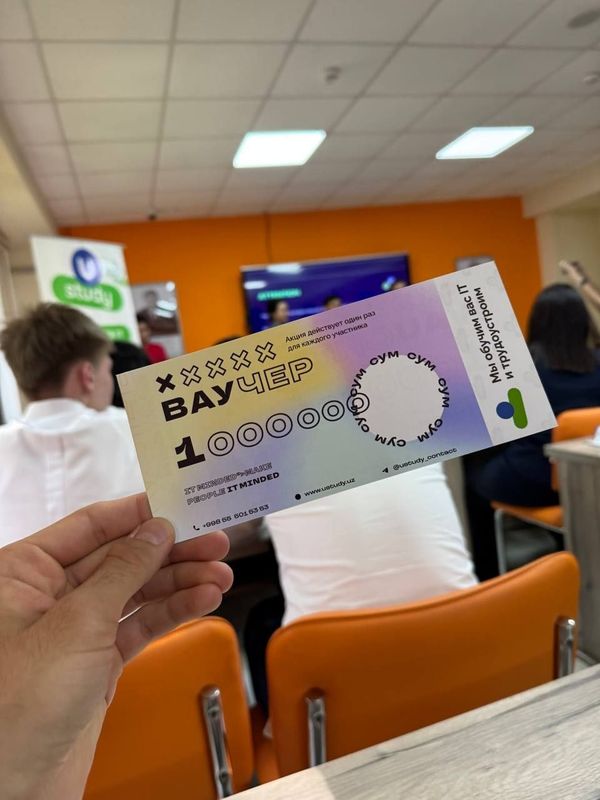 study
Акция действует один раз
для каждого участника
ВАУЧЕР
1000000
СУМ СУМ СУМ СУМ СУМ СУМ СУМ
IT MINDED MAKE
PEOPLE IT MINDED
www.ustudy.uz
@ustudy_contact
+998 55 501 53 53
Мы обучим вас IT
и трудоустроим